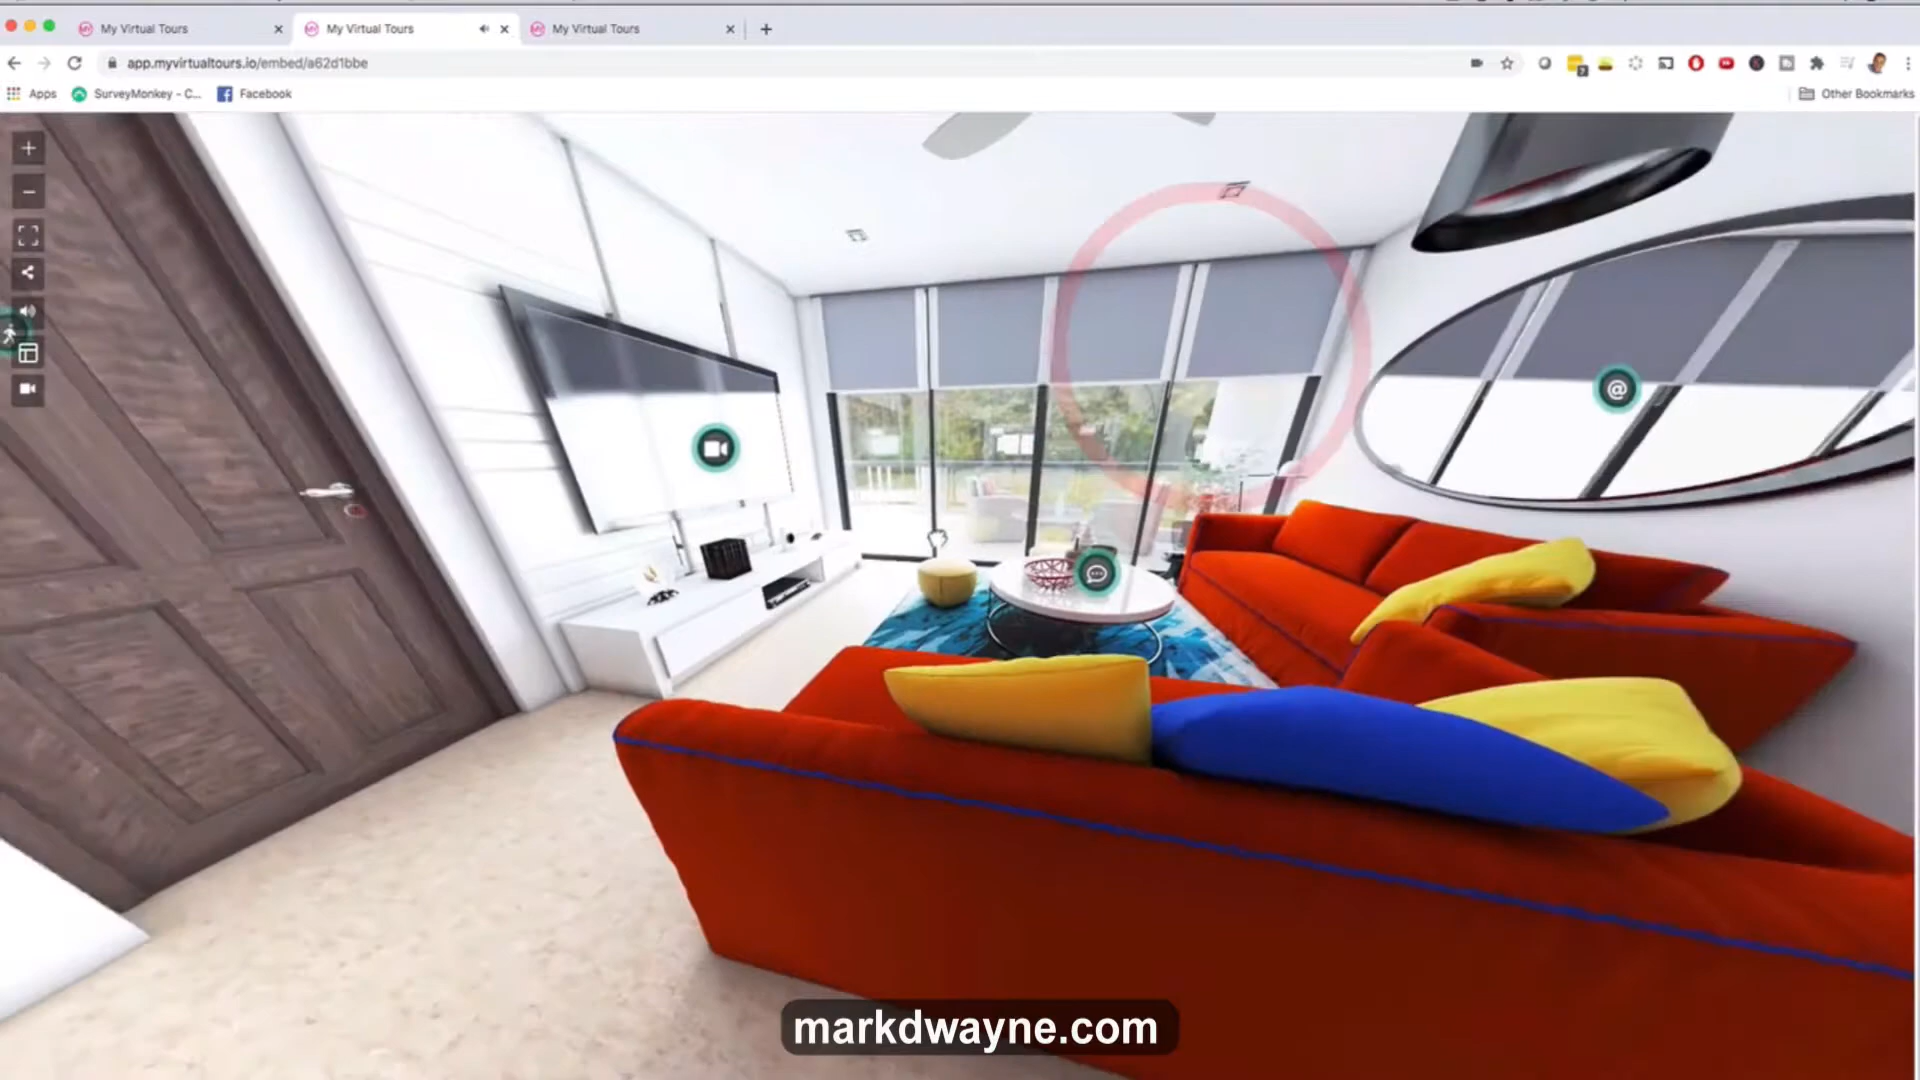 My Virtual Tours
My Virtual Tours
My Virtual Tours
app.myvirtualtours.io/embed/a62d1bbe
Apps
SurveyMonkey - C...
Facebook
Other Bookmarks
@
markdwayne.com